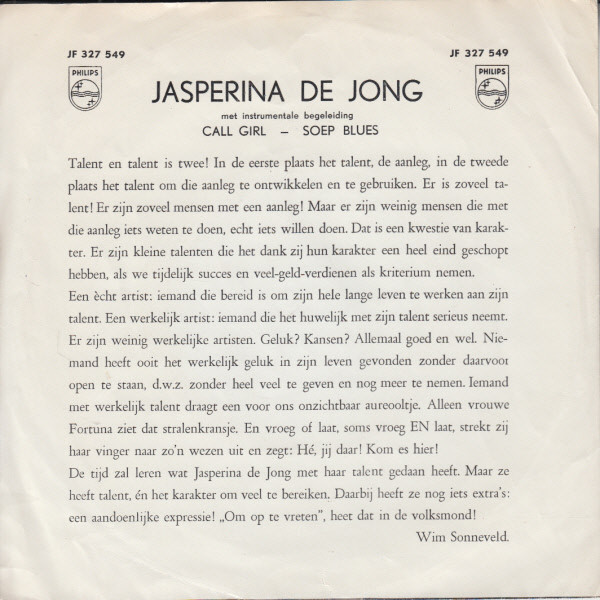 JF 327 549
JF 327 549
PHILIPS
PHILIPS
JASPERINA DE JONG
met instrumentale begeleiding
CALL GIRL – SOEP BLUES
Talent en talent is twee! In de eerste plaats het talent, de aanleg, in de tweede
plaats het talent om die aanleg te ontwikkelen en te gebruiken. Er is zoveel ta-
lent! Er zijn zoveel mensen met een aanleg! Maar er zijn weinig mensen die met
die aanleg iets weten te doen, echt iets willen doen. Dat is een kwestie van karak-
ter. Er zijn kleine talenten die het dank zij hun karakter een heel eind geschopt
hebben, als we tijdelijk succes en veel-geld-verdienen als kriterium nemen.
Een ècht artist: iemand die bereid is om zijn hele lange leven te werken aan zijn
talent. Een werkelijk artist: iemand die het huwelijk met zijn talent serieus neemt.
Er zijn weinig werkelijke artisten. Geluk? Kansen? Allemaal goed en wel. Nie-
mand heeft ooit het werkelijk geluk in zijn leven gevonden zonder daarvoor
open te staan, d.w.z. zonder heel veel te geven en nog meer te nemen. Iemand
met werkelijk talent draagt een voor ons onzichtbaar aureooltje. Alleen vrouwe
Fortuna ziet dat stralenkransje. En vroeg of laat, soms vroeg EN laat, strekt zij
haar vinger naar zo'n wezen uit en zegt: Hé, jij daar! Kom es hier!
De tijd zal leren wat Jasperina de Jong met haar talent gedaan heeft. Maar ze
heeft talent, én het karakter om veel te bereiken. Daarbij heeft ze nog iets extra's:
een aandoenlijke expressie! „Om op te vreten”, heet dat in de volksmond!
Wim Sonneveld.